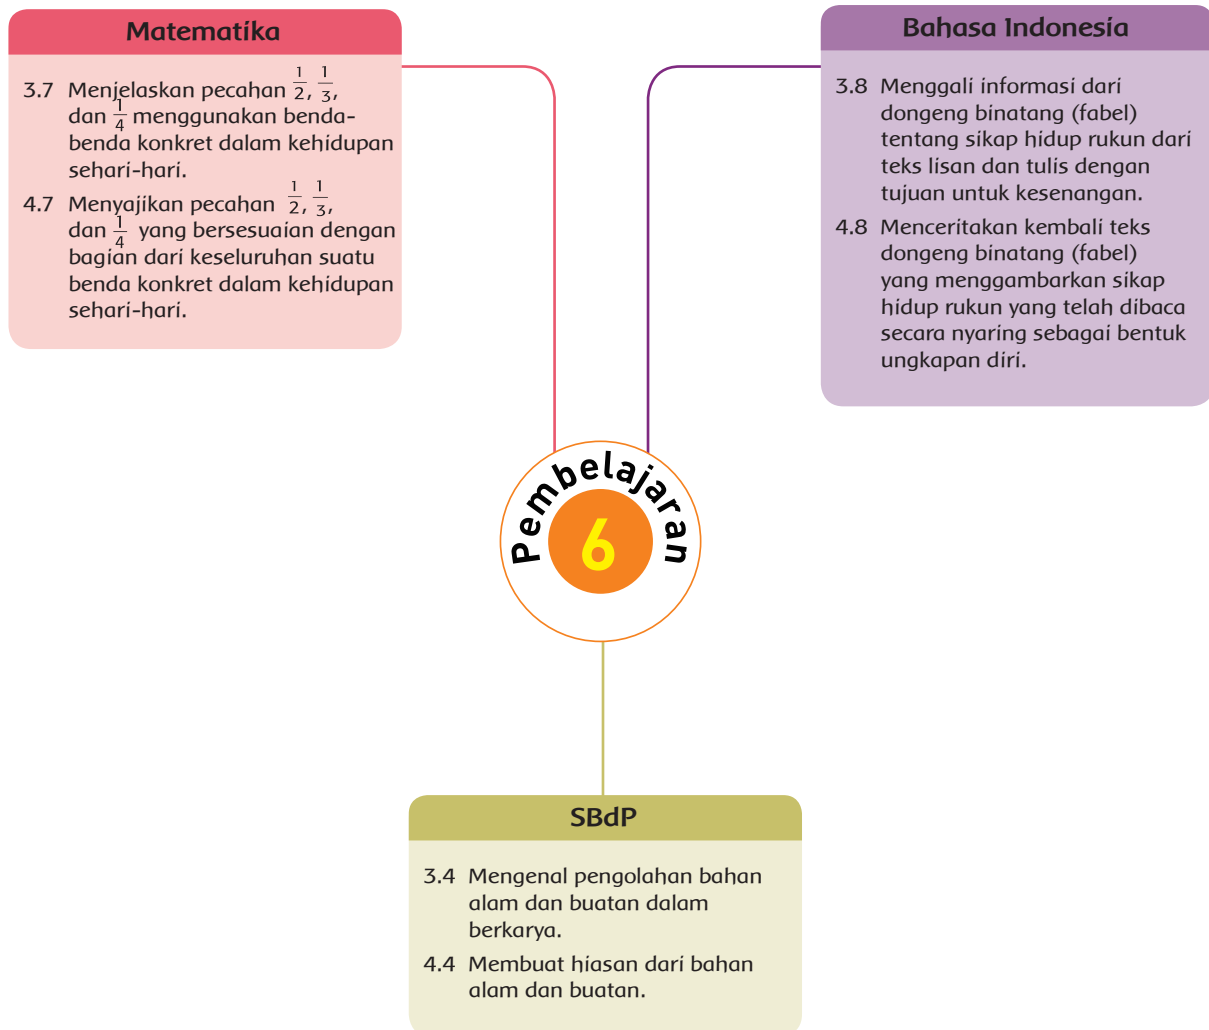 Matematika
3.7 Menjelaskan pecahan 1/2, 1/3,
dan 1/4 menggunakan benda-
benda konkret dalam kehidupan
sehari-hari.
4.7 Menyajikan pecahan 1/2, 1/3,
dan 1/4 yang bersesuaian dengan
bagian dari keseluruhan suatu
benda konkret dalam kehidupan
sehari-hari.
Bahasa Indonesia
3.8 Menggali informasi dari
dongeng binatang (fabel)
tentang sikap hidup rukun dari
teks lisan dan tulis dengan
tujuan untuk kesenangan.
4.8 Menceritakan kembali teks
dongeng binatang (fabel)
yang menggambarkan sikap
hidup rukun yang telah dibaca
secara nyaring sebagai bentuk
ungkapan diri.
Pembelajaran
6
SBdP
3.4 Mengenal pengolahan bahan
alam dan buatan dalam
berkarya.
4.4 Membuat hiasan dari bahan
alam dan buatan.